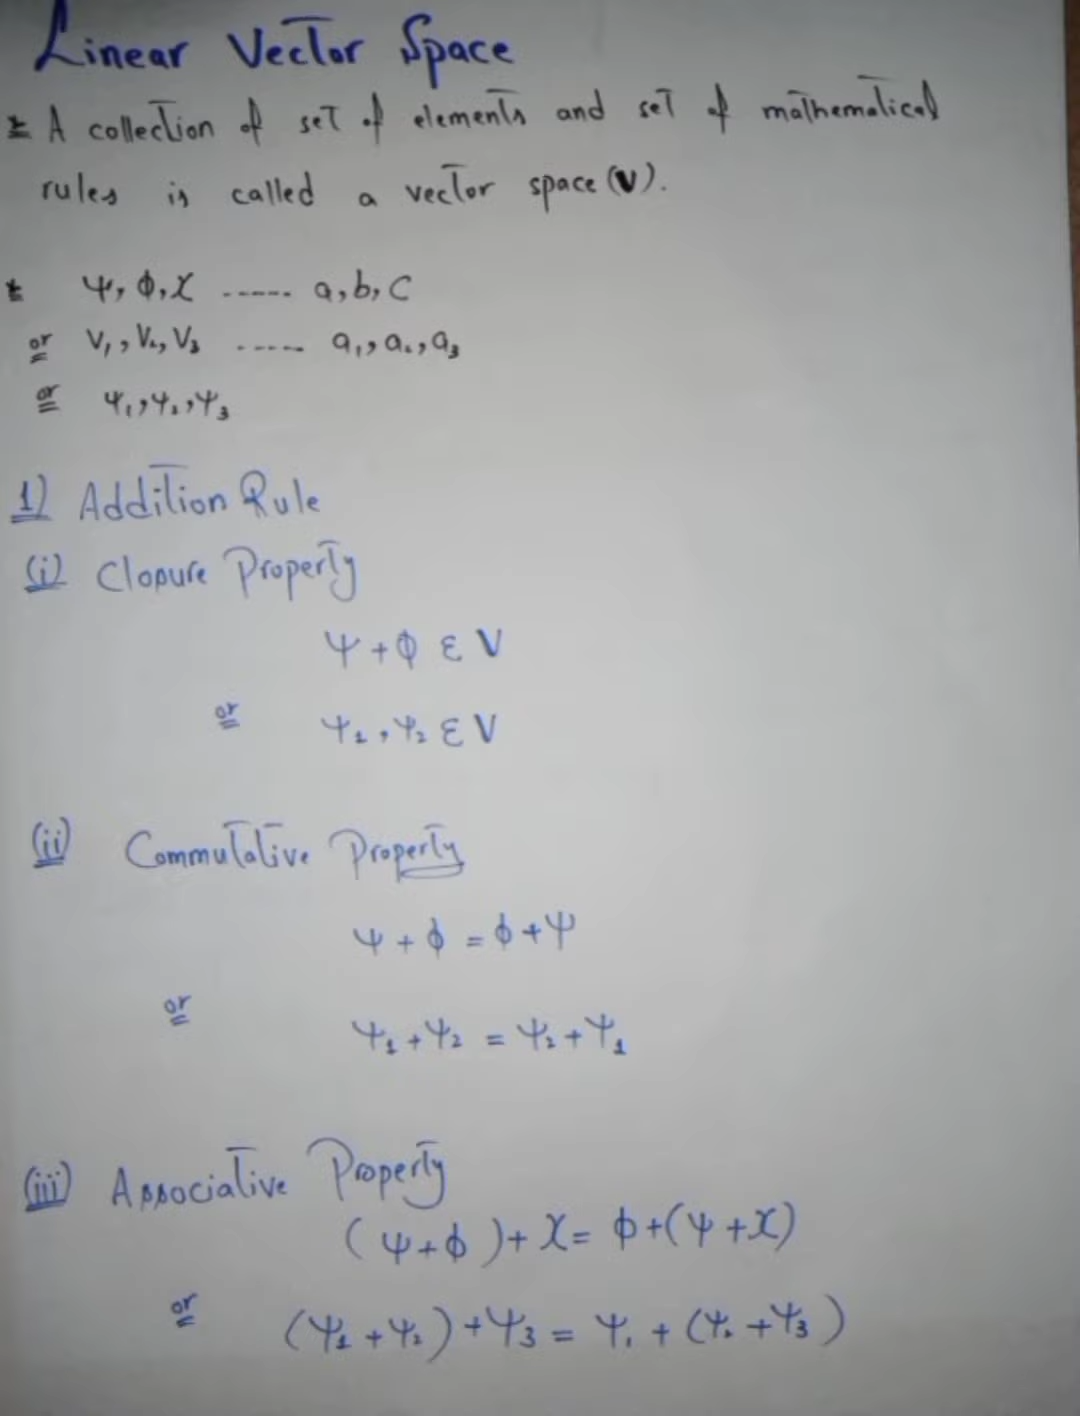 Linear Vector Space
* A collection of set of elements and set of mathematical
rules is called a vector space (V).
* Ψ, ϕ, χ ------ a, b, c
or V₁, V₂, V₃ ----- a₁, a₂, a₃
or Ψ₁, Ψ₂, Ψ₃
1) Addition Rule
(i) Closure Property
Ψ + ϕ ε V
or Ψ₁, Ψ₂ ε V
(ii) Commutative Property
Ψ + ϕ = ϕ + Ψ
or Ψ₁ + Ψ₂ = Ψ₂ + Ψ₁
(iii) Associative Property
(Ψ + ϕ) + χ = ϕ + (Ψ + χ)
or (Ψ₁ + Ψ₂) + Ψ₃ = Ψ₁ + (Ψ₂ + Ψ₃)